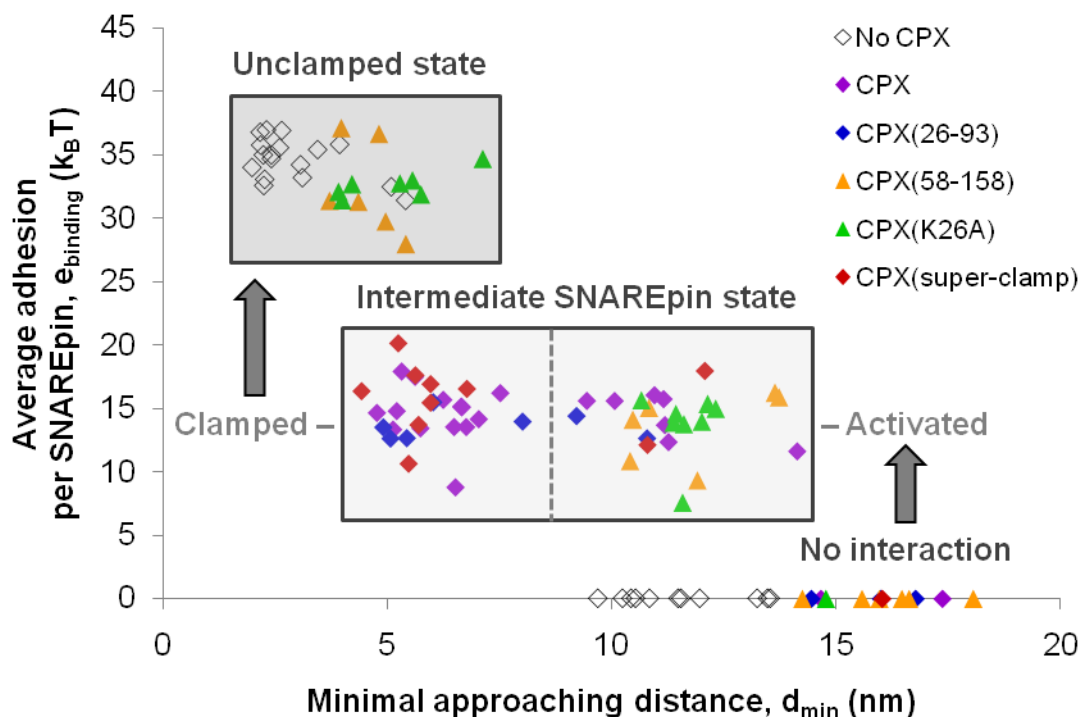 Average adhesion
per SNAREpin, e_binding (k_BT)
45
40
35
30
25
20
15
10
5
0
Unclamped state
Intermediate SNAREpin state
Clamped –
– Activated
No interaction
No CPX
CPX
CPX(26-93)
CPX(58-158)
CPX(K26A)
CPX(super-clamp)
0
5
10
15
20
Minimal approaching distance, d_min (nm)